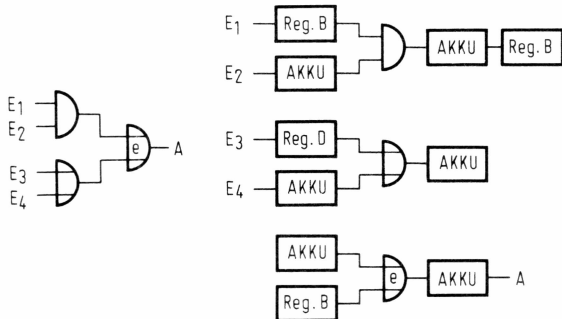 E1 Reg. B
E2 AKKU AKKU Reg. B
E1
E2
e A
E3
E4
E3 Reg. D
E4 AKKU AKKU
AKKU
e AKKU A
Reg. B